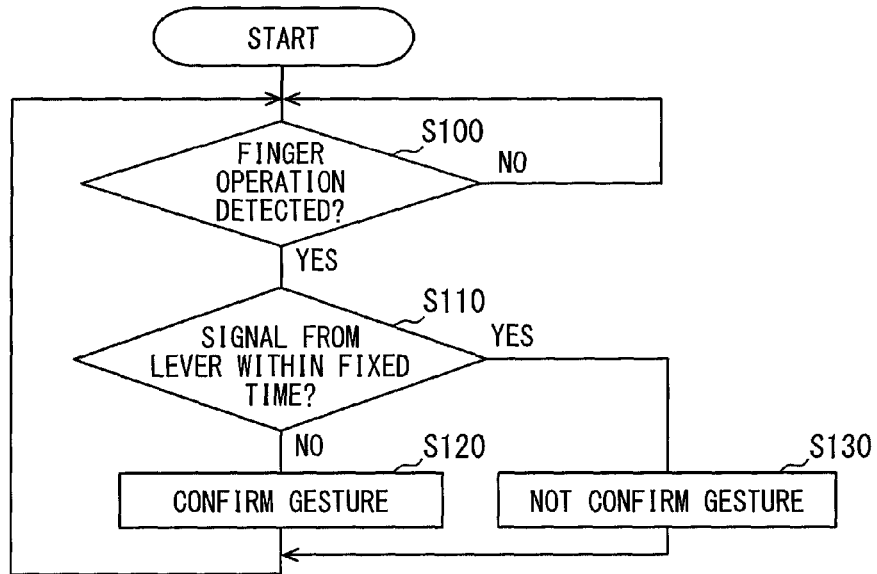 START
S100
FINGER
OPERATION
DETECTED?
NO
YES
S110
SIGNAL FROM
LEVER WITHIN FIXED
TIME?
YES
NO
S120
CONFIRM GESTURE
S130
NOT CONFIRM GESTURE